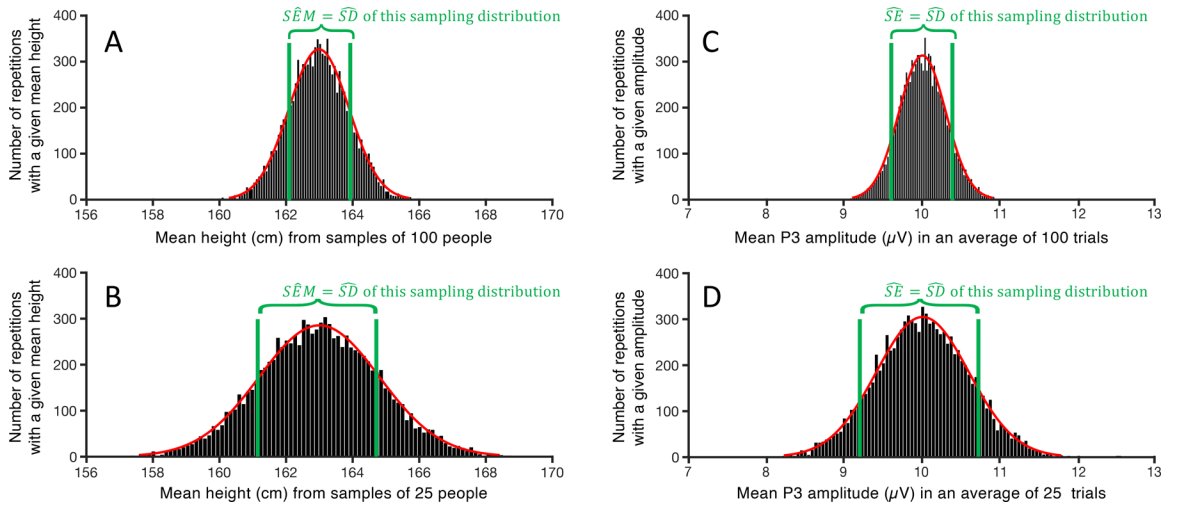 A
SÊM = SD̂ of this sampling distribution
Number of repetitions
with a given mean height
400
300
200
100
0
156 158 160 162 164 166 168 170
Mean height (cm) from samples of 100 people
C
SÊ = SD̂ of this sampling distribution
Number of repetitions
with a given amplitude
400
300
200
100
0
7 8 9 10 11 12 13
Mean P3 amplitude (µV) in an average of 100 trials
B
SÊM = SD̂ of this sampling distribution
Number of repetitions
with a given mean height
400
300
200
100
0
156 158 160 162 164 166 168 170
Mean height (cm) from samples of 25 people
D
SÊ = SD̂ of this sampling distribution
Number of repetitions
with a given amplitude
400
300
200
100
0
7 8 9 10 11 12 13
Mean P3 amplitude (µV) in an average of 25 trials